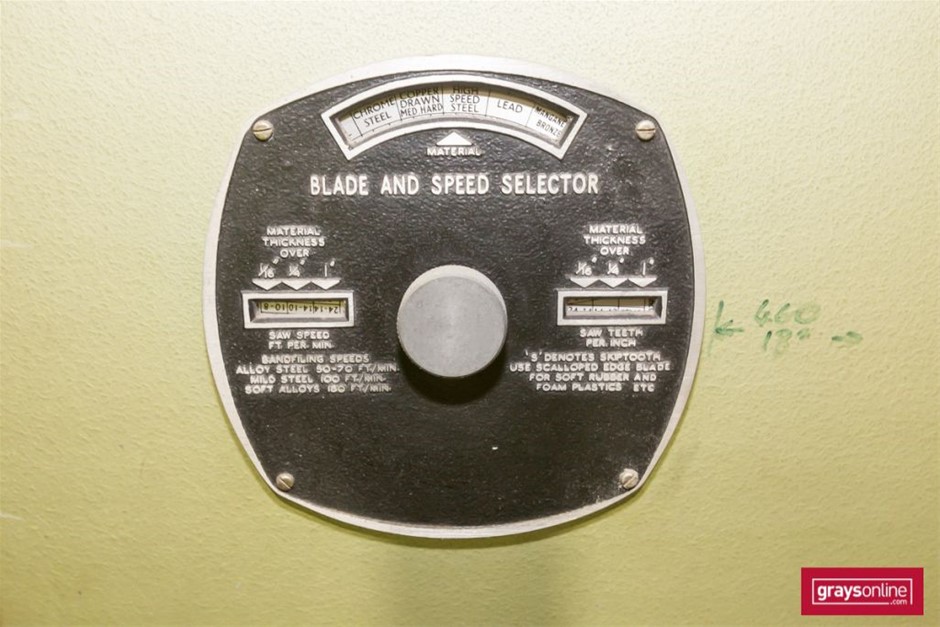 CHROME STEEL
COPPER DRAWN MED HARD
HIGH SPEED STEEL
LEAD
BRONZE
MATERIAL
BLADE AND SPEED SELECTOR
MATERIAL
THICKNESS
OVER
1/16" 1/4" 1"
SAW SPEED
FT. PER. MIN.
BANDFILING SPEEDS
ALLOY STEEL 50-70 FT/MIN.
MILD STEEL 100 FT/MIN.
SOFT ALLOYS 150 FT/MIN.
MATERIAL
THICKNESS
OVER
1/16" 1/4" 1"
SAW TEETH
PER. INCH
'S' DENOTES SKIPTOOTH
USE SCALLOPED EDGE BLADE
FOR SOFT RUBBER AND
FOAM PLASTICS ETC
graysonline
.com